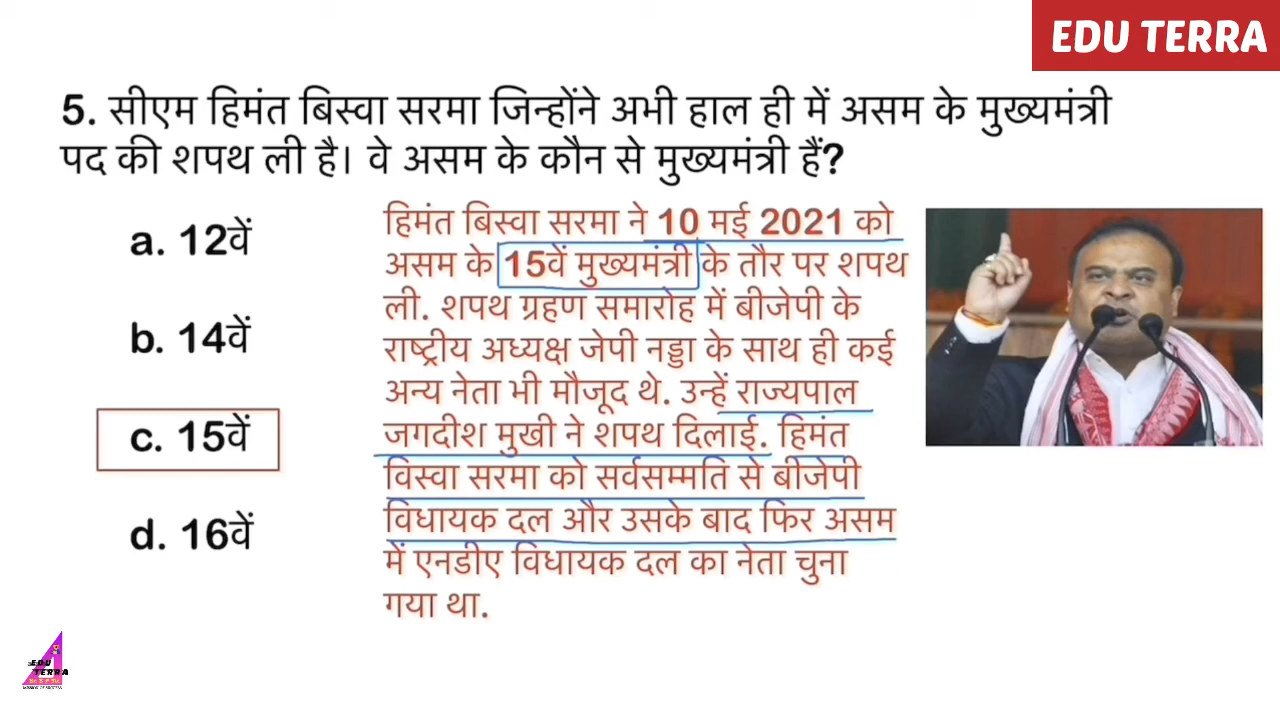 EDU TERRA
5. सीएम हिमंत बिस्वा सरमा जिन्होंने अभी हाल ही में असम के मुख्यमंत्री
पद की शपथ ली है। वे असम के कौन से मुख्यमंत्री हैं?
a. 12वें
b. 14वें
c. 15वें
d. 16वें
हिमंत बिस्वा सरमा ने 10 मई 2021 को
असम के 15वें मुख्यमंत्री के तौर पर शपथ
ली. शपथ ग्रहण समारोह में बीजेपी के
राष्ट्रीय अध्यक्ष जेपी नड्डा के साथ ही कई
अन्य नेता भी मौजूद थे. उन्हें राज्यपाल
जगदीश मुखी ने शपथ दिलाई. हिमंत
विस्वा सरमा को सर्वसम्मति से बीजेपी
विधायक दल और उसके बाद फिर असम
में एनडीए विधायक दल का नेता चुना
गया था.
EDU
TERRA